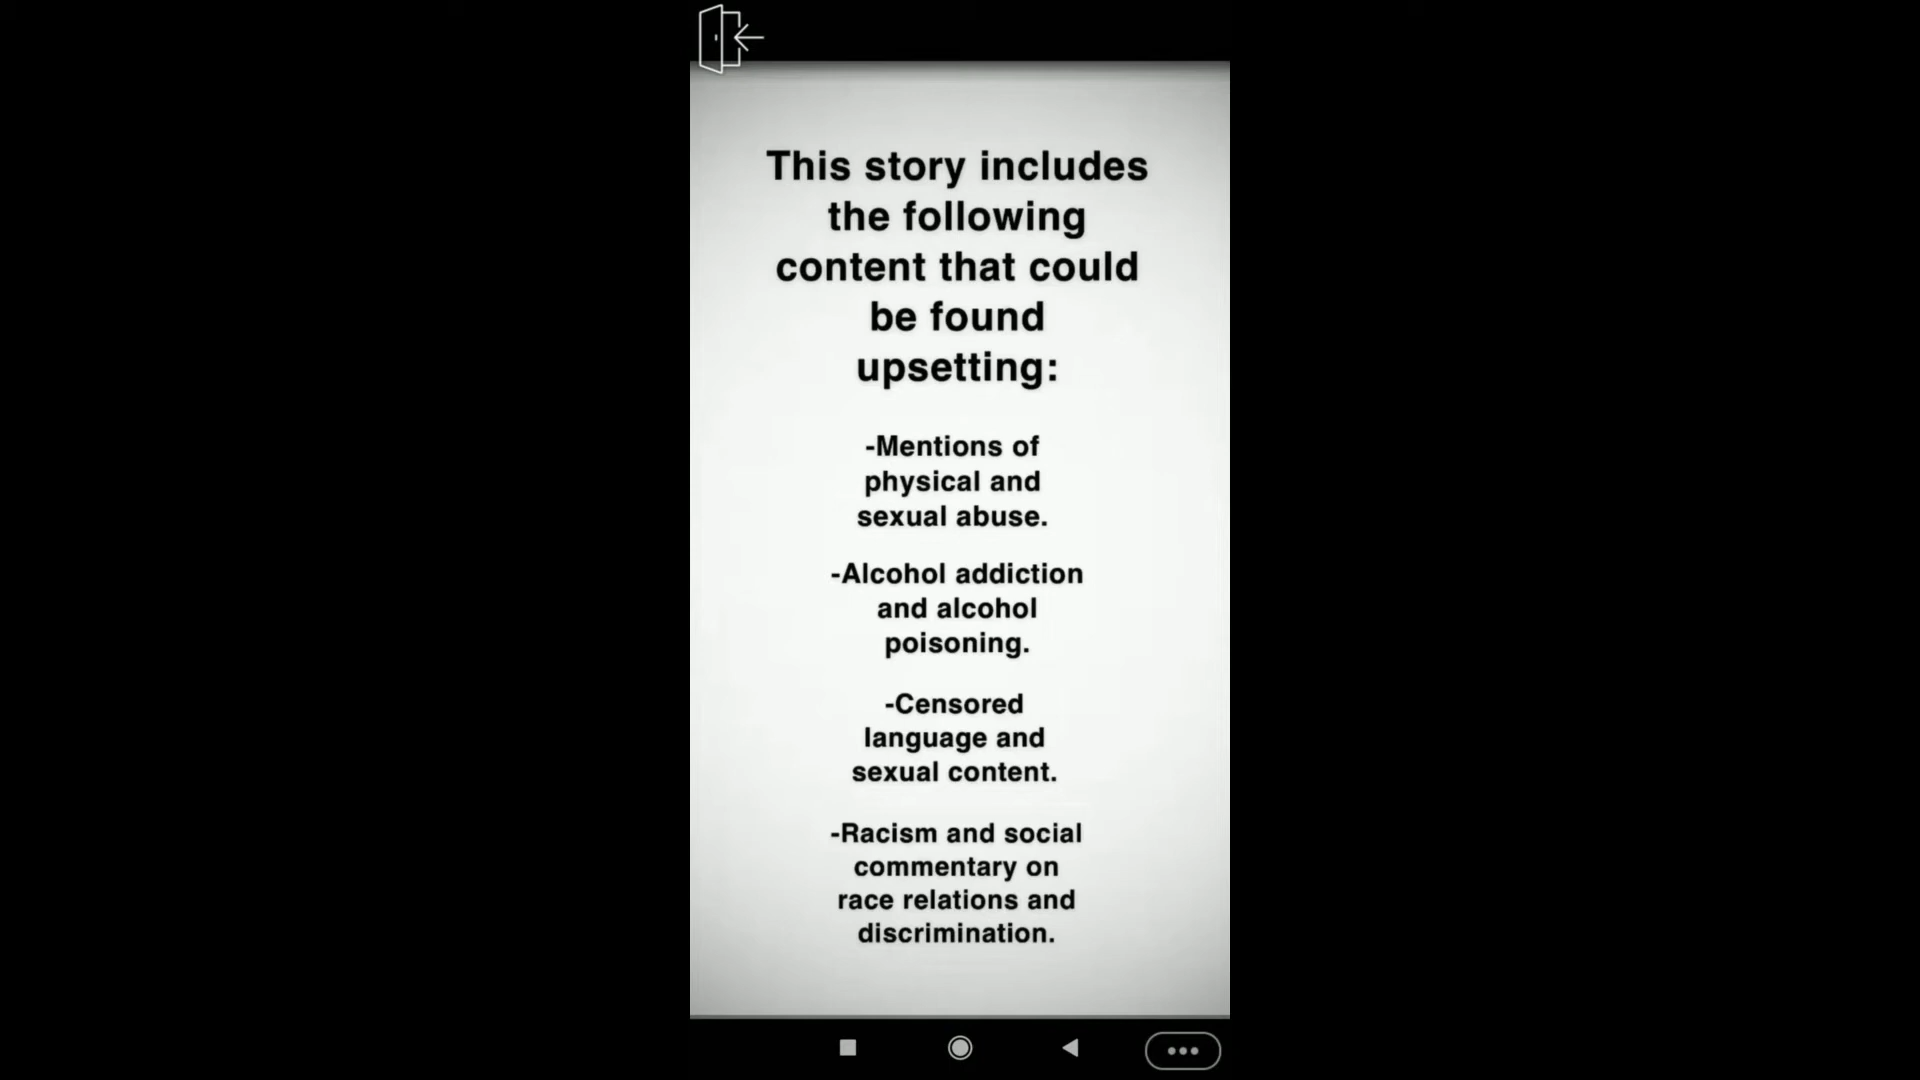 This story includes
the following
content that could
be found
upsetting:
-Mentions of
physical and
sexual abuse.
-Alcohol addiction
and alcohol
poisoning.
-Censored
language and
sexual content.
-Racism and social
commentary on
race relations and
discrimination.